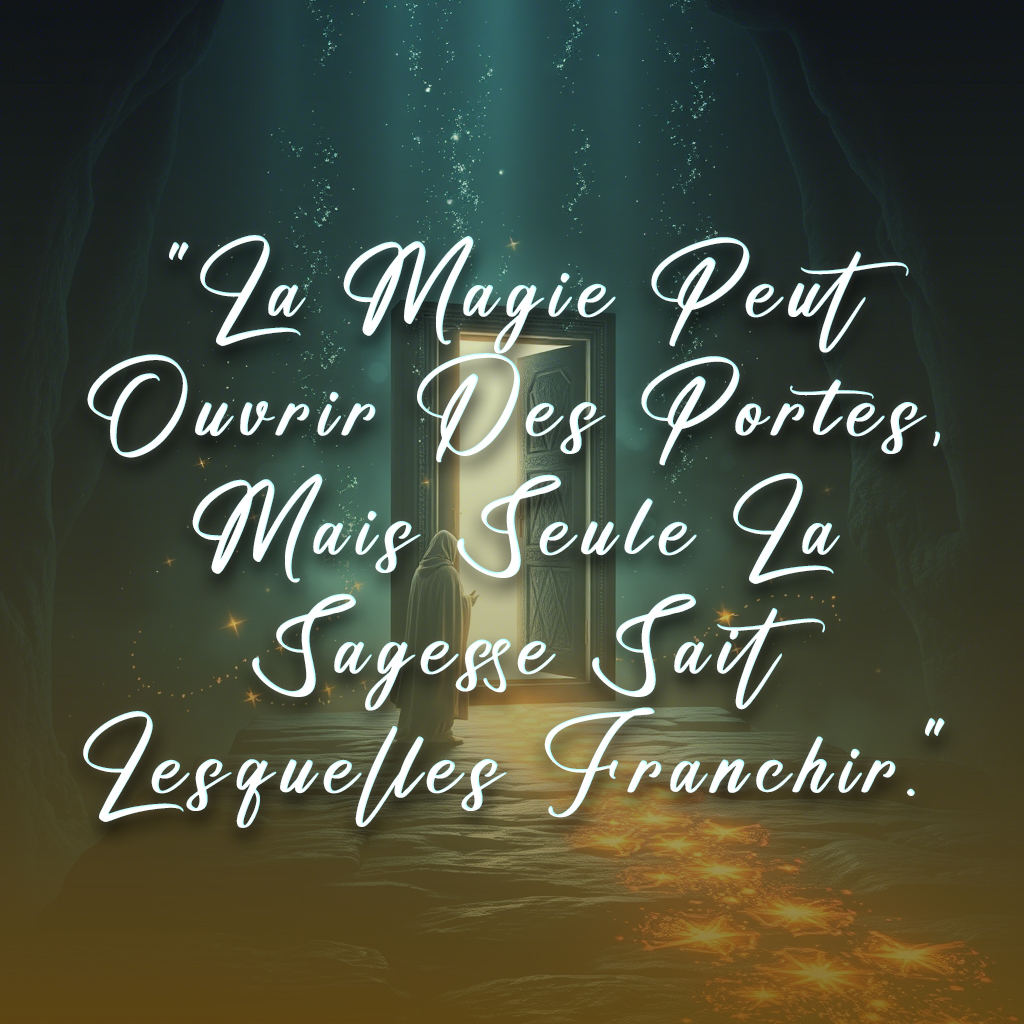 "La Magie Peut
Ouvrir Des Portes,
Mais Seule La
Sagesse Sait
Lesquelles Franchir."